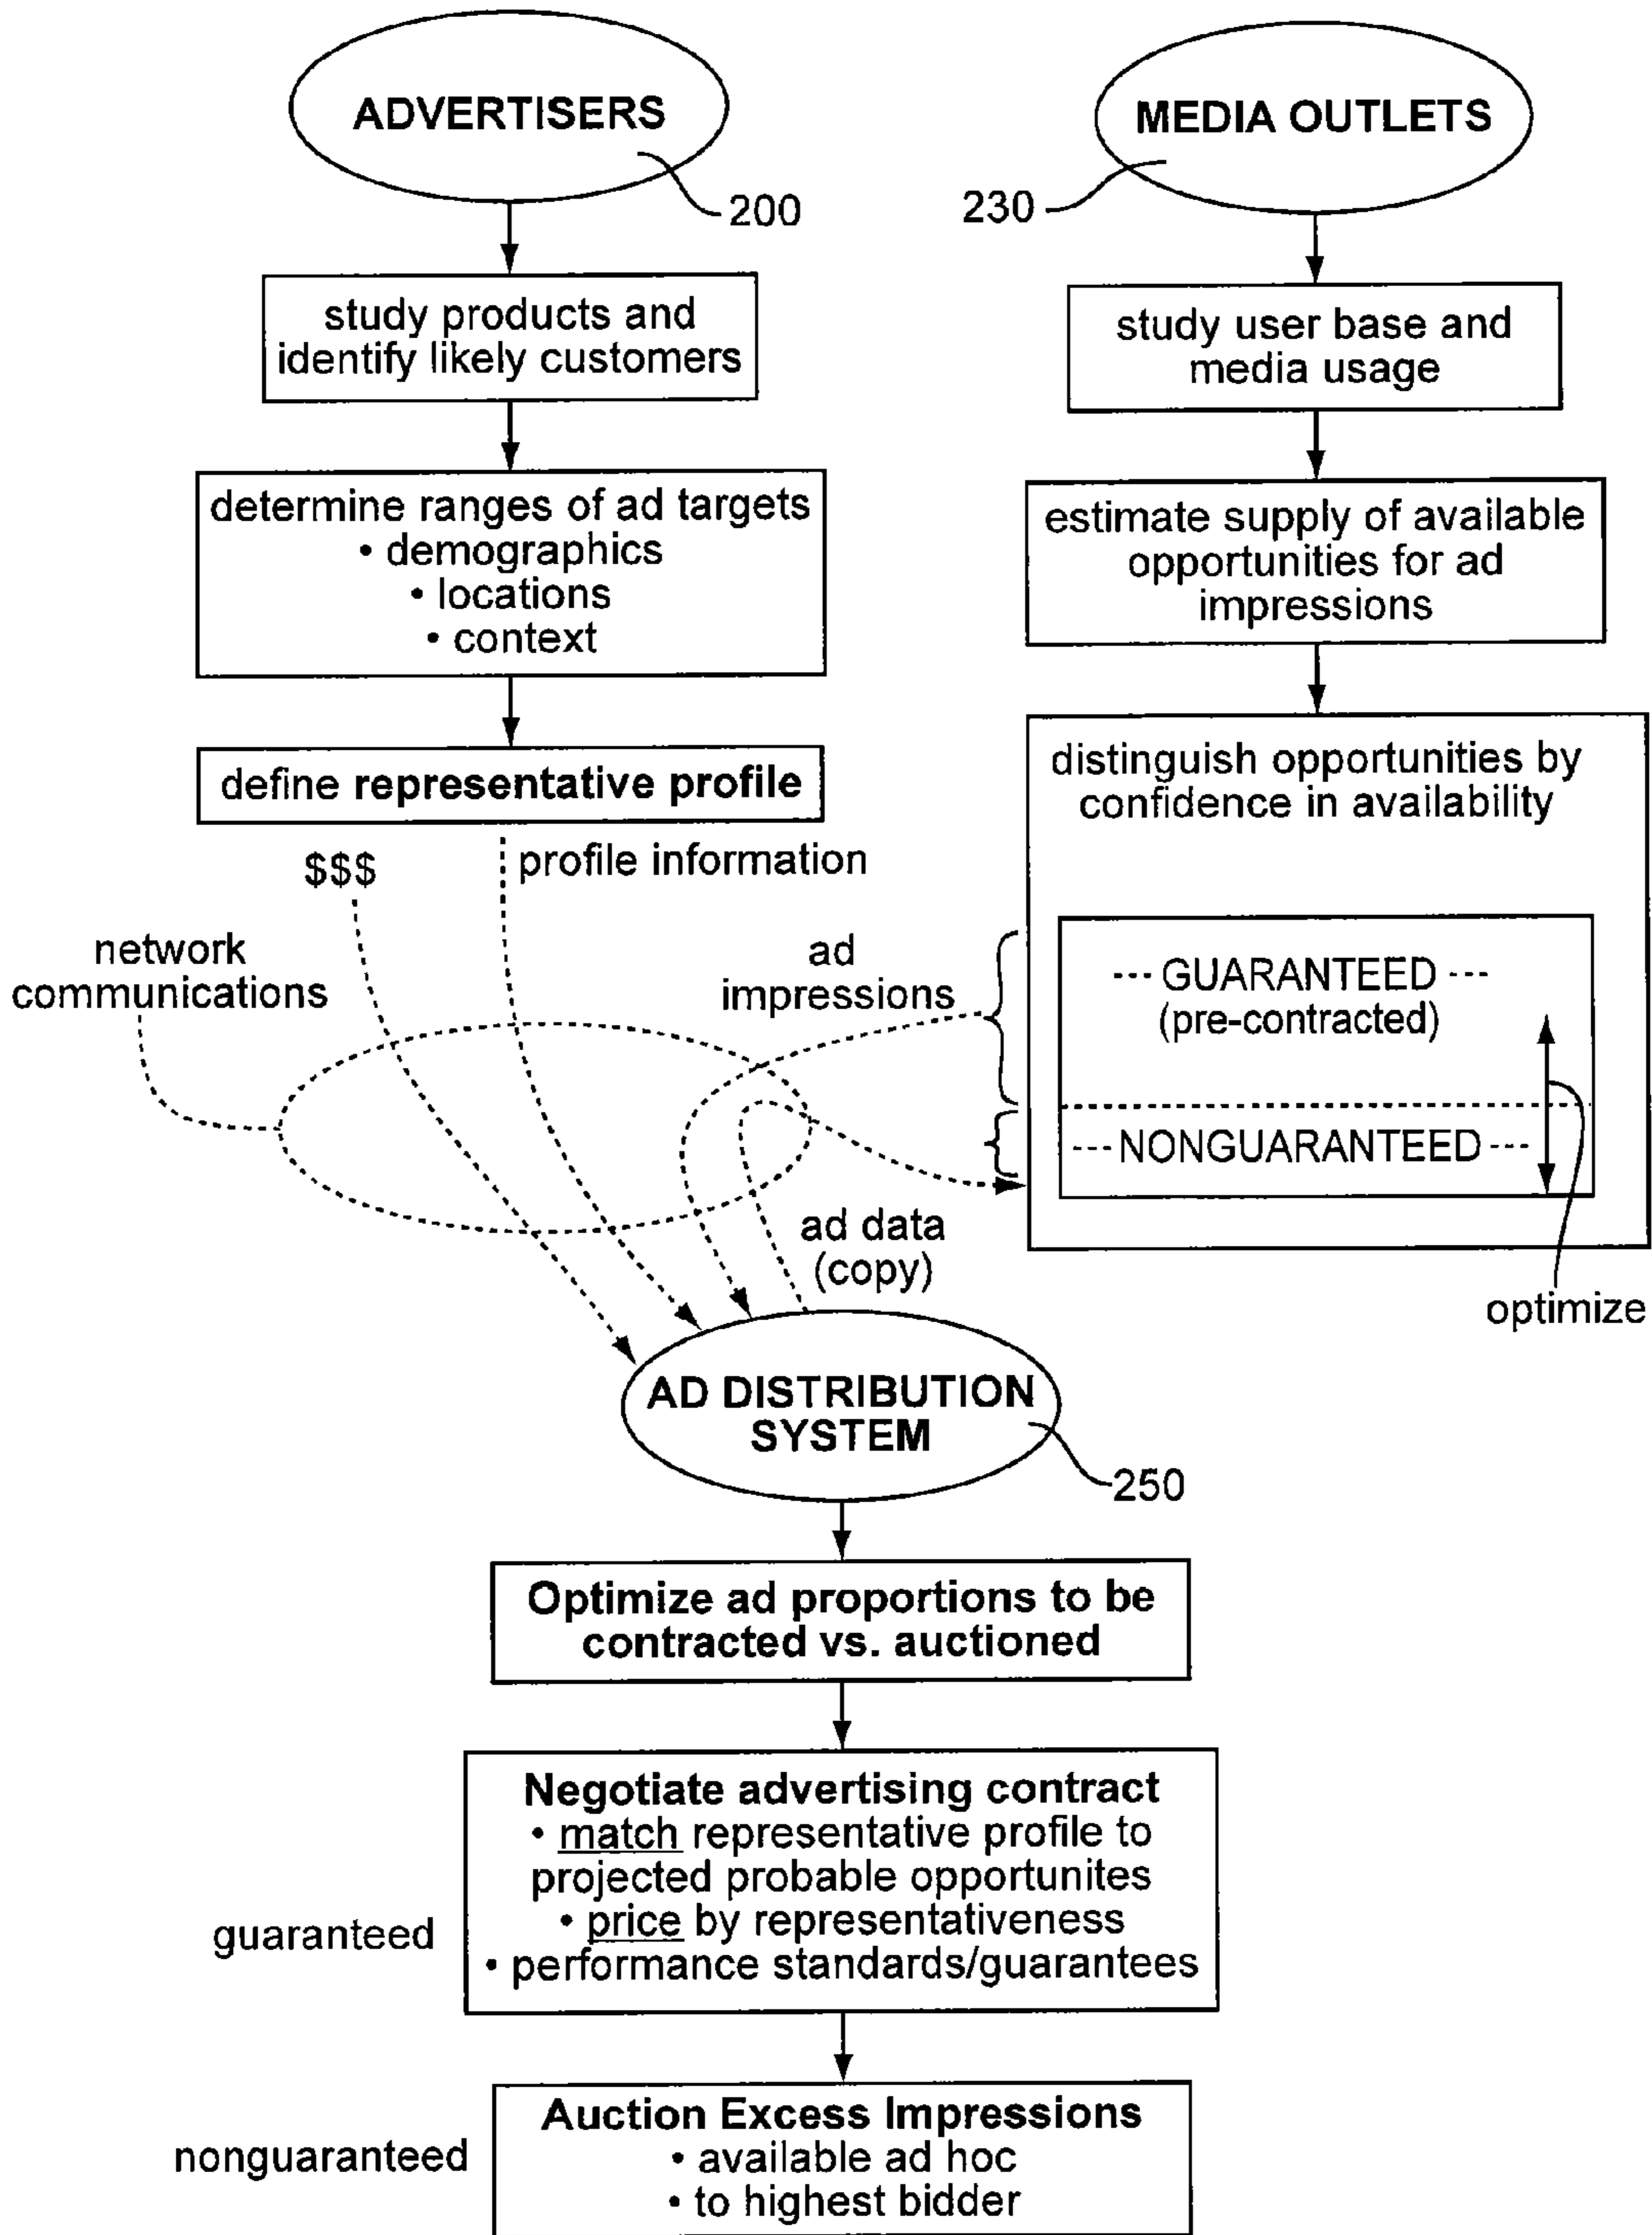 ADVERTISERS
200
study products and
identify likely customers
determine ranges of ad targets
• demographics
• locations
• context
define representative profile
$$$
profile information
network
communications
MEDIA OUTLETS
230
study user base and
media usage
estimate supply of available
opportunities for ad
impressions
distinguish opportunities by
confidence in availability
--- GUARANTEED ---
(pre-contracted)
--- NONGUARANTEED ---
optimize
ad
impressions
ad data
(copy)
AD DISTRIBUTION
SYSTEM
250
Optimize ad proportions to be
contracted vs. auctioned
guaranteed
Negotiate advertising contract
• match representative profile to
projected probable opportunites
• price by representativeness
• performance standards/guarantees
nonguaranteed
Auction Excess Impressions
• available ad hoc
• to highest bidder